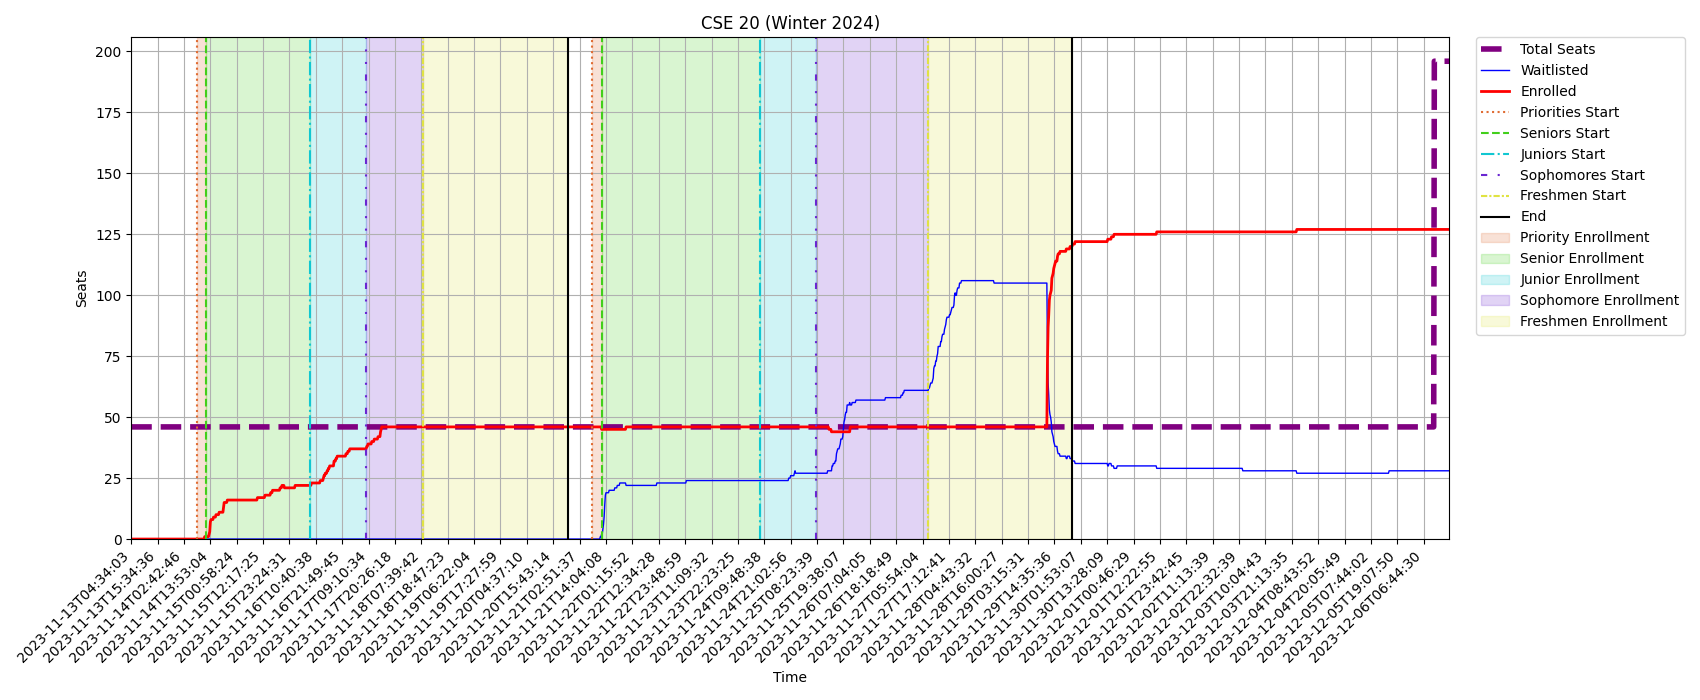 CSE 20 (Winter 2024)
Seats
200
175
150
125
100
75
50
25
0
2023-11-13T04:34:03
2023-11-13T15:34:36
2023-11-14T02:42:46
2023-11-14T13:53:04
2023-11-15T00:58:24
2023-11-15T12:17:23
2023-11-15T23:24:31
2023-11-16T10:40:38
2023-11-16T21:49:45
2023-11-17T09:10:34
2023-11-17T20:26:18
2023-11-18T07:39:42
2023-11-18T18:47:23
2023-11-19T06:22:04
2023-11-19T17:27:59
2023-11-20T04:37:10
2023-11-20T15:43:14
2023-11-21T02:51:37
2023-11-21T14:04:08
2023-11-22T01:15:52
2023-11-22T12:34:28
2023-11-22T23:48:59
2023-11-23T11:09:32
2023-11-23T22:23:25
2023-11-24T09:48:38
2023-11-24T21:02:56
2023-11-25T08:23:39
2023-11-25T19:38:07
2023-11-26T07:04:05
2023-11-26T18:18:49
2023-11-27T05:54:04
2023-11-27T17:12:41
2023-11-28T04:43:32
2023-11-28T16:00:27
2023-11-29T03:15:31
2023-11-29T14:35:36
2023-11-30T01:53:07
2023-11-30T13:28:09
2023-12-01T00:46:29
2023-12-01T12:22:55
2023-12-01T23:42:45
2023-12-02T11:13:39
2023-12-02T22:32:39
2023-12-03T10:04:43
2023-12-03T21:13:35
2023-12-04T08:43:52
2023-12-04T20:05:49
2023-12-05T07:44:02
2023-12-05T19:07:50
2023-12-06T06:44:30
Time
Total Seats
Waitlisted
Enrolled
Priorities Start
Seniors Start
Juniors Start
Sophomores Start
Freshmen Start
End
Priority Enrollment
Senior Enrollment
Junior Enrollment
Sophomore Enrollment
Freshmen Enrollment